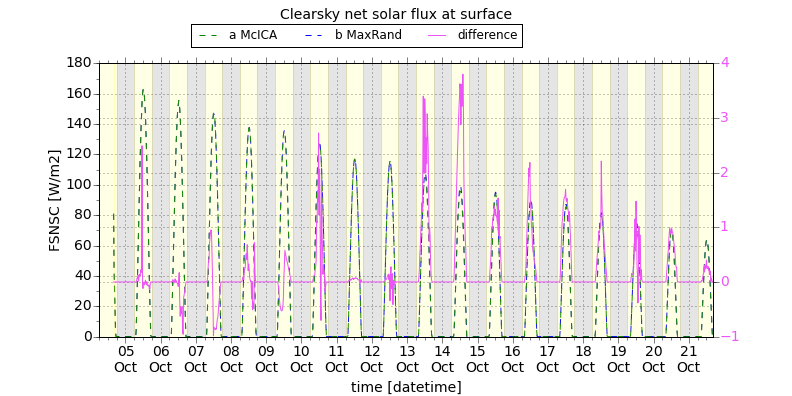 Clearsky net solar flux at surface
a McICA b MaxRand difference
180
160
140
120
100
80
60
40
20
0
FSNSC [W/m2]
4
3
2
1
0
−1
05 06 07 08 09 10 11 12 13 14 15 16 17 18 19 20 21
Oct Oct Oct Oct Oct Oct Oct Oct Oct Oct Oct Oct Oct Oct Oct Oct Oct
time [datetime]